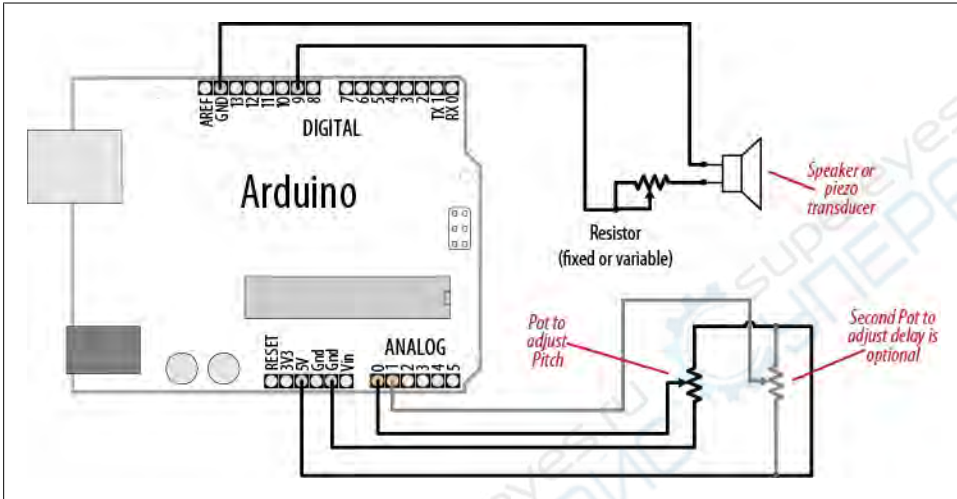 AREF
GND
13
12
11
10
9
8
7
6
5
4
3
2
TX 1
RX 0
DIGITAL
Arduino
Speaker or
piezo
transducer
Resistor
(fixed or variable)
Pot to
adjust
Pitch
Second Pot to
adjust delay is
optional
RESET
3V3
5V
Gnd
Gnd
Vin
ANALOG
0
1
2
3
4
5